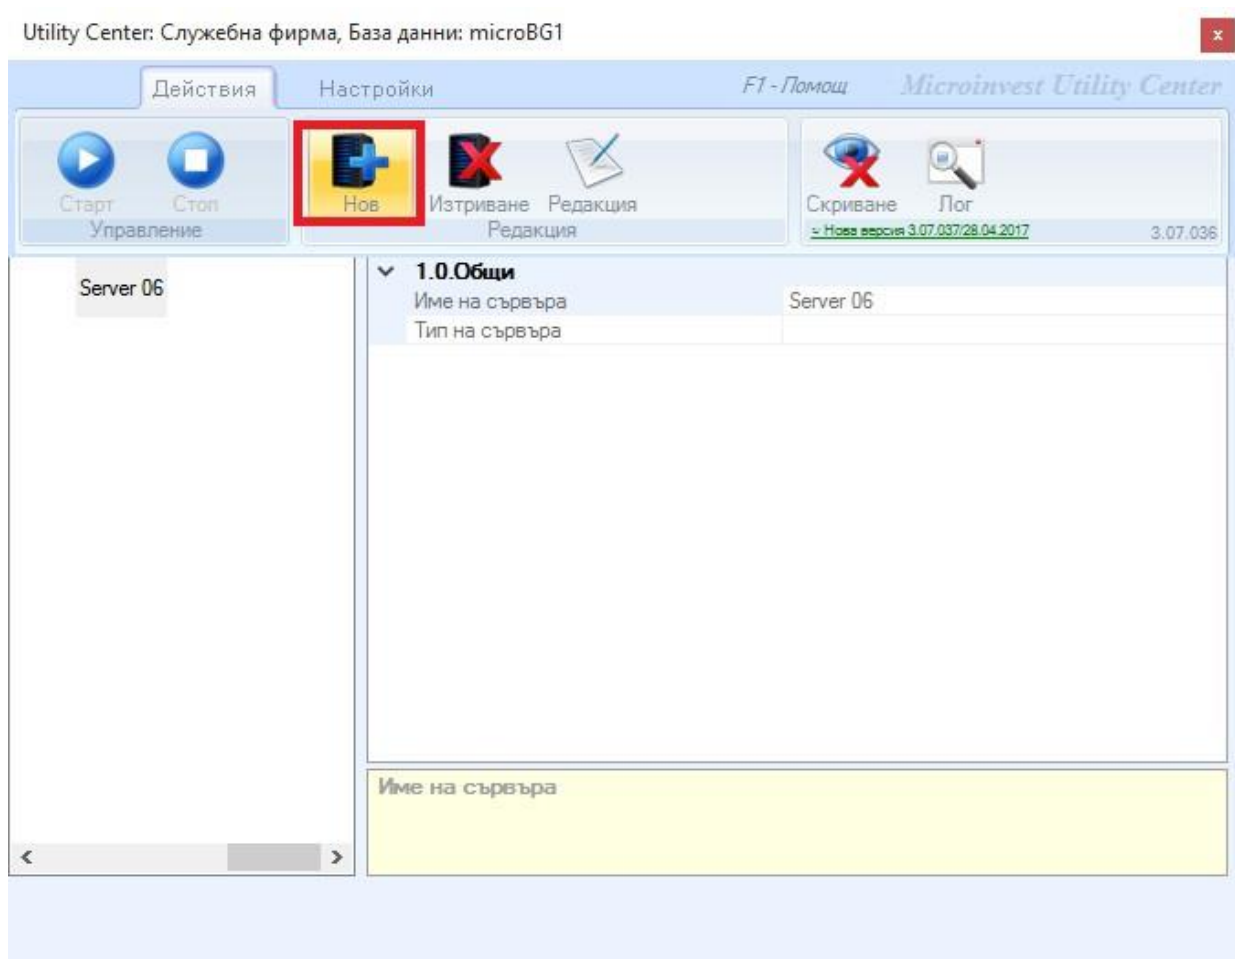 Utility Center: Служебна фирма, База данни: microBG1
x
Действия Настройки F1 - Помощ Microinvest Utility Center
Старт Стоп Нов Изтриване Редакция Скриване Лог
Управление Редакция Нова версия 3.07.037/28.04.2017 3.07.036
Server 06
1.0.Общи
Име на сървъра Server 06
Тип на сървъра
Име на сървъра